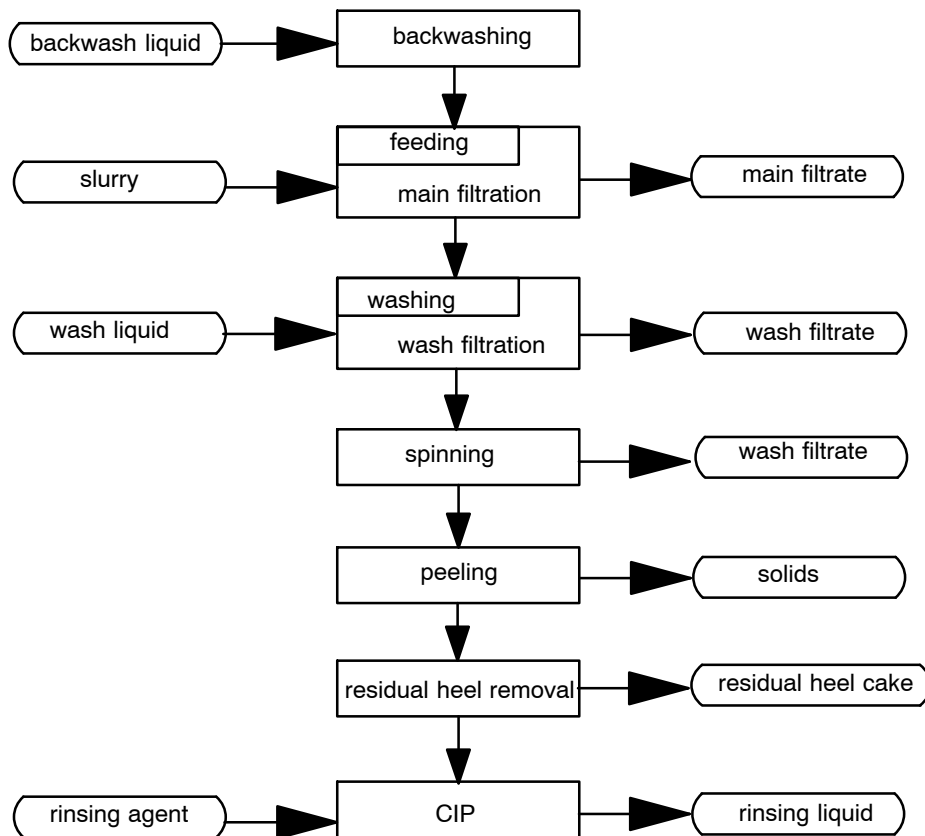 backwash liquid
backwashing
feeding
slurry
main filtration
main filtrate
washing
wash liquid
wash filtration
wash filtrate
spinning
wash filtrate
peeling
solids
residual heel removal
residual heel cake
rinsing agent
CIP
rinsing liquid